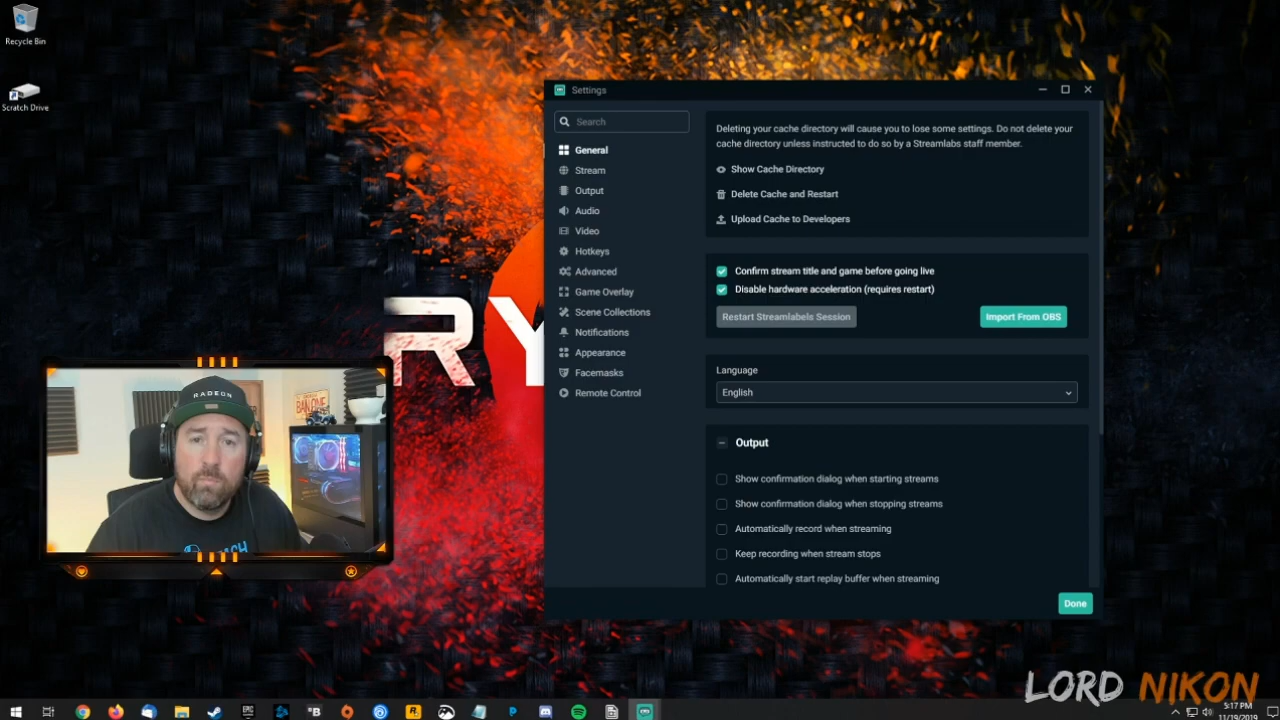 Recycle Bin
Scratch Drive
Settings
Search
General
Stream
Output
Audio
Video
Hotkeys
Advanced
Game Overlay
Scene Collections
Notifications
Appearance
Facemasks
Remote Control
Deleting your cache directory will cause you to lose some settings. Do not delete your
cache directory unless instructed to do so by a Streamlabs staff member.
Show Cache Directory
Delete Cache and Restart
Upload Cache to Developers
Confirm stream title and game before going live
Disable hardware acceleration (requires restart)
Restart Streamlabels Session
Import From OBS
Language
English
Output
Show confirmation dialog when starting streams
Show confirmation dialog when stopping streams
Automatically record when streaming
Keep recording when stream stops
Automatically start replay buffer when streaming
Done
RY
RADEON
BAN ONE
LORD NIKON
5:17 PM
11/19/2019